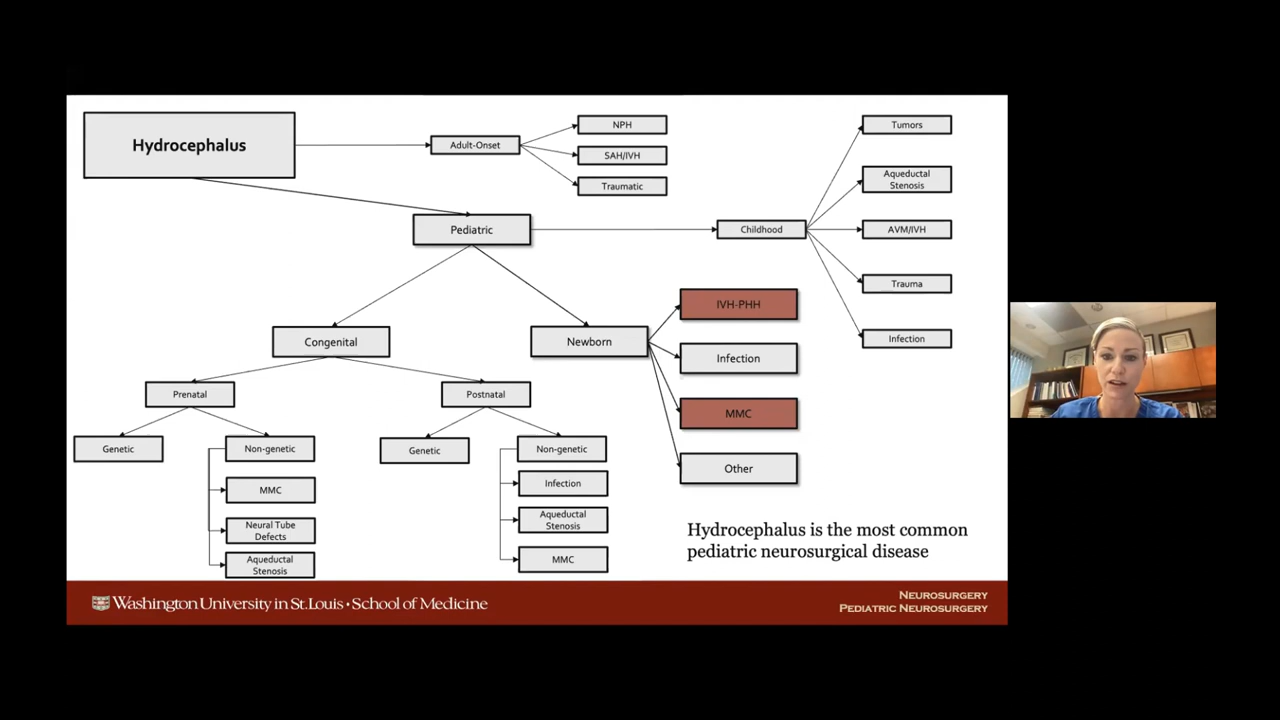 Hydrocephalus
Adult-Onset
NPH
SAH/IVH
Traumatic
Pediatric
Childhood
Tumors
Aqueductal
Stenosis
AVM/IVH
Trauma
Infection
Congenital
Newborn
IVH-PHH
Infection
MMC
Other
Prenatal
Postnatal
Genetic
Non-genetic
MMC
Neural Tube
Defects
Aqueductal
Stenosis
Genetic
Non-genetic
Infection
Aqueductal
Stenosis
MMC
Hydrocephalus is the most common
pediatric neurosurgical disease
Washington University in St. Louis • School of Medicine
Neurosurgery
Pediatric Neurosurgery